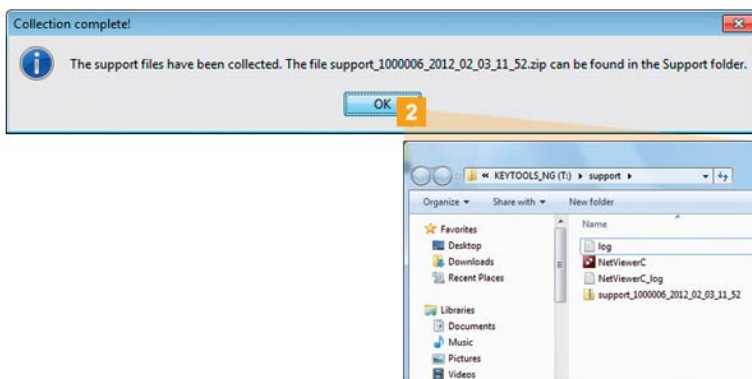 Collection complete!
The support files have been collected. The file support_1000006_2012_02_03_11_52.zip can be found in the Support folder.
OK
2
« KEYTOOLS_NG (T:) ▸ support ▸
Organize ▾ Share with ▾ New folder
Favorites
Desktop
Downloads
Recent Places
Libraries
Documents
Music
Pictures
Videos
Name
log
NetViewerC
NetViewerC_log
support_1000006_2012_02_03_11_52